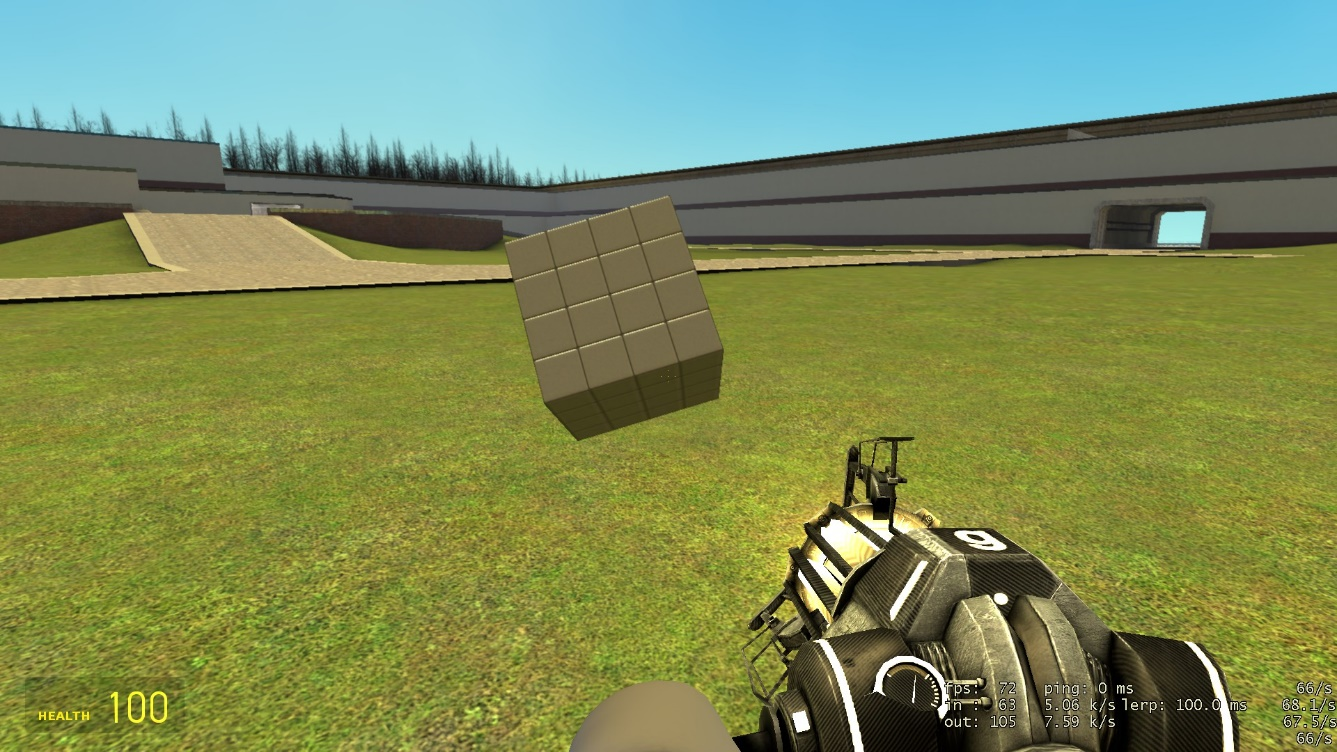 g
HEALTH 100
fps: 72 ping: 0 ms 66/s
in : 63 5.06 k/s lerp: 100.0 ms 68.1/s
out: 105 7.59 k/s 67.5/s
66/s